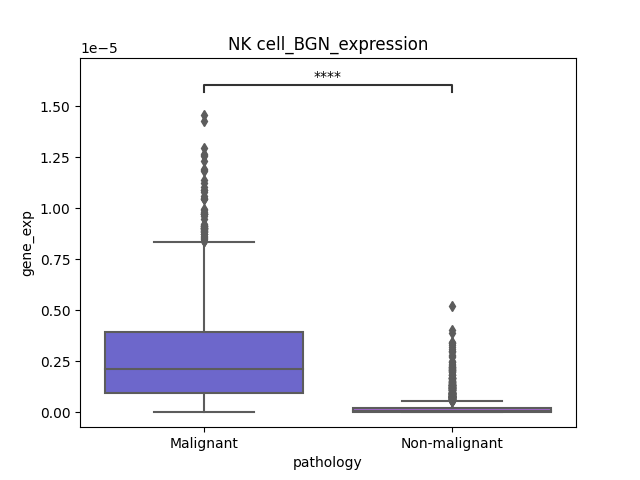 NK cell_BGN_expression
1e−5
****
1.50
1.25
1.00
0.75
0.50
0.25
0.00
gene_exp
Malignant
Non-malignant
pathology